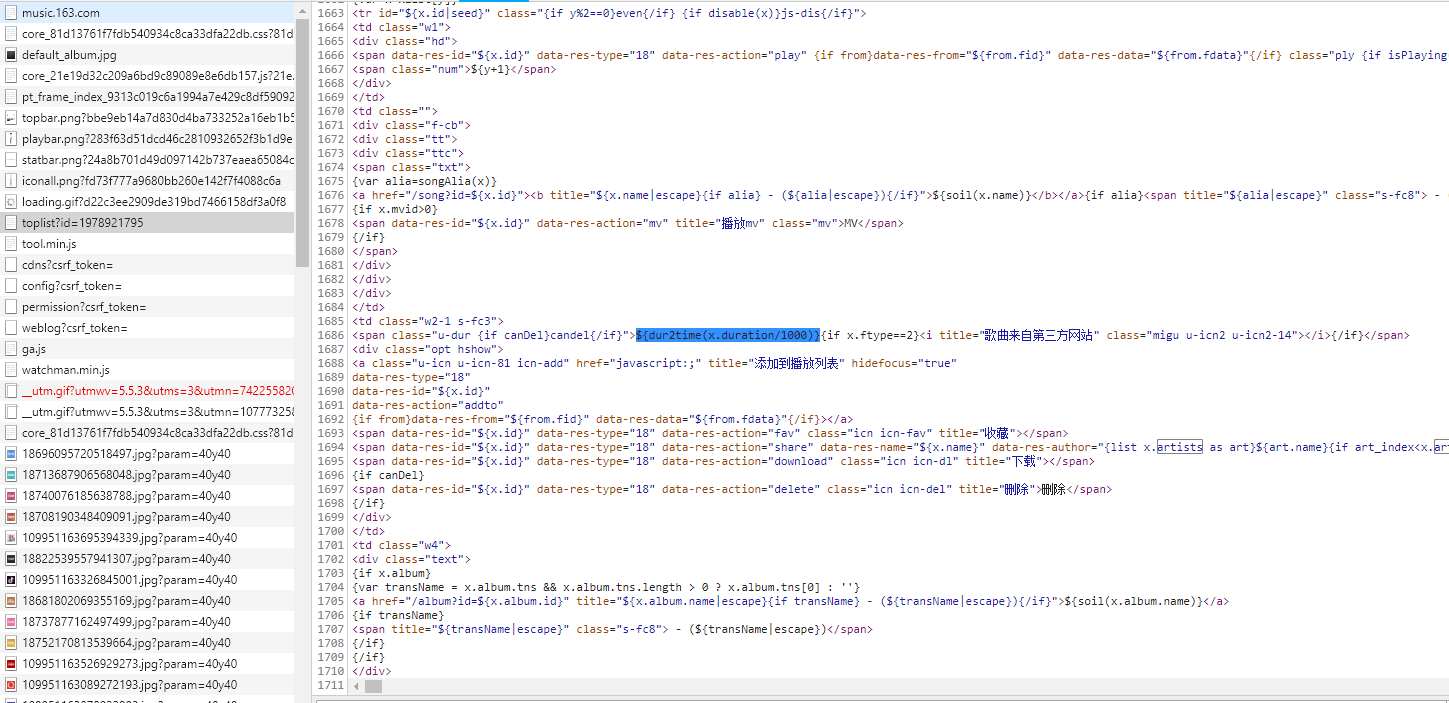 music.163.com
core_81d13761f7fdb540934c8ca33dfa22db.css?81d
default_album.jpg
core_21e19d32c209a6bd9c89089e8e6db157.js?21e.
pt_frame_index_9313c019c6a1994a7e429c8df59092
topbar.png?bbe9eb14a7d830d4ba733252a16eb1b5
playbar.png?283f63d51dcd46c2810932652f3b1d9e
statbar.png?24a8b701d49d097142b737eaea65084c
iconall.png?fd73f777a9680bb260e142f7f4088c6a
loading.gif?d22c3ee2909de319bd7466158df3a0f8
toplist?id=1978921795
tool.min.js
cdns?csrf_token=
config?csrf_token=
permission?csrf_token=
weblog?csrf_token=
ga.js
watchman.min.js
__utm.gif?utmwv=5.5.3&utms=3&utmn=742255820
__utm.gif?utmwv=5.5.3&utms=3&utmn=107773258
core_81d13761f7fdb540934c8ca33dfa22db.css?81d
18696095720518497.jpg?param=40y40
18713687906568048.jpg?param=40y40
18740076185638788.jpg?param=40y40
18708190348409091.jpg?param=40y40
109951163695394339.jpg?param=40y40
18822539557941307.jpg?param=40y40
109951163326845001.jpg?param=40y40
18681802069355169.jpg?param=40y40
18737877162497499.jpg?param=40y40
18752170813539664.jpg?param=40y40
109951163526929273.jpg?param=40y40
109951163089272193.jpg?param=40y40
1663 <tr id="${x.id|seed}" class="{if y%2==0}even{/if} {if disable(x)}js-dis{/if}">
1664 <td class="w1">
1665 <div class="hd">
1666 <span data-res-id="${x.id}" data-res-type="18" data-res-action="play" {if from}data-res-from="${from.fid}" data-res-data="${from.fdata}"{/if} class="ply {if isPlaying
1667 <span class="num">${y+1}</span>
1668 </div>
1669 </td>
1670 <td class="">
1671 <div class="f-cb">
1672 <div class="tt">
1673 <div class="ttc">
1674 <span class="txt">
1675 {var alia=songAlia(x)}
1676 <a href="/song?id=${x.id}"><b title="${x.name|escape}{if alia} - (${alia|escape}){/if}">${soil(x.name)}</b></a>{if alia}<span title="${alia|escape}" class="s-fc8"> -
1677 {if x.mvid>0}
1678 <span data-res-id="${x.id}" data-res-action="mv" title="播放mv" class="mv">MV</span>
1679 {/if}
1680 </span>
1681 </div>
1682 </div>
1683 </div>
1684 </td>
1685 <td class="w2-1 s-fc3">
1686 <span class="u-dur {if canDel}candel{/if}">${dur2time(x.duration/1000)}{if x.ftype==2}<i title="歌曲来自第三方网站" class="migu u-icn2 u-icn2-14"></i>{/if}</span>
1687 <div class="opt hshow">
1688 <a class="u-icn u-icn-81 icn-add" href="javascript:;" title="添加到播放列表" hidefocus="true"
1689 data-res-type="18"
1690 data-res-id="${x.id}"
1691 data-res-action="addto"
1692 {if from}data-res-from="${from.fid}" data-res-data="${from.fdata}"{/if}></a>
1693 <span data-res-id="${x.id}" data-res-type="18" data-res-action="fav" class="icn icn-fav" title="收藏"></span>
1694 <span data-res-id="${x.id}" data-res-type="18" data-res-action="share" data-res-name="${x.name}" data-res-author="{list x.artists as art}${art.name}{if art_index<x.art
1695 <span data-res-id="${x.id}" data-res-type="18" data-res-action="download" class="icn icn-dl" title="下载"></span>
1696 {if canDel}
1697 <span data-res-id="${x.id}" data-res-type="18" data-res-action="delete" class="icn icn-del" title="删除">删除</span>
1698 {/if}
1699 </div>
1700 </td>
1701 <td class="w4">
1702 <div class="text">
1703 {if x.album}
1704 {var transName = x.album.tns && x.album.tns.length > 0 ? x.album.tns[0] : ''}
1705 <a href="/album?id=${x.album.id}" title="${x.album.name|escape}{if transName} - (${transName|escape}){/if}">${soil(x.album.name)}</a>
1706 {if transName}
1707 <span title="${transName|escape}" class="s-fc8"> - (${transName|escape})</span>
1708 {/if}
1709 {/if}
1710 </div>
1711